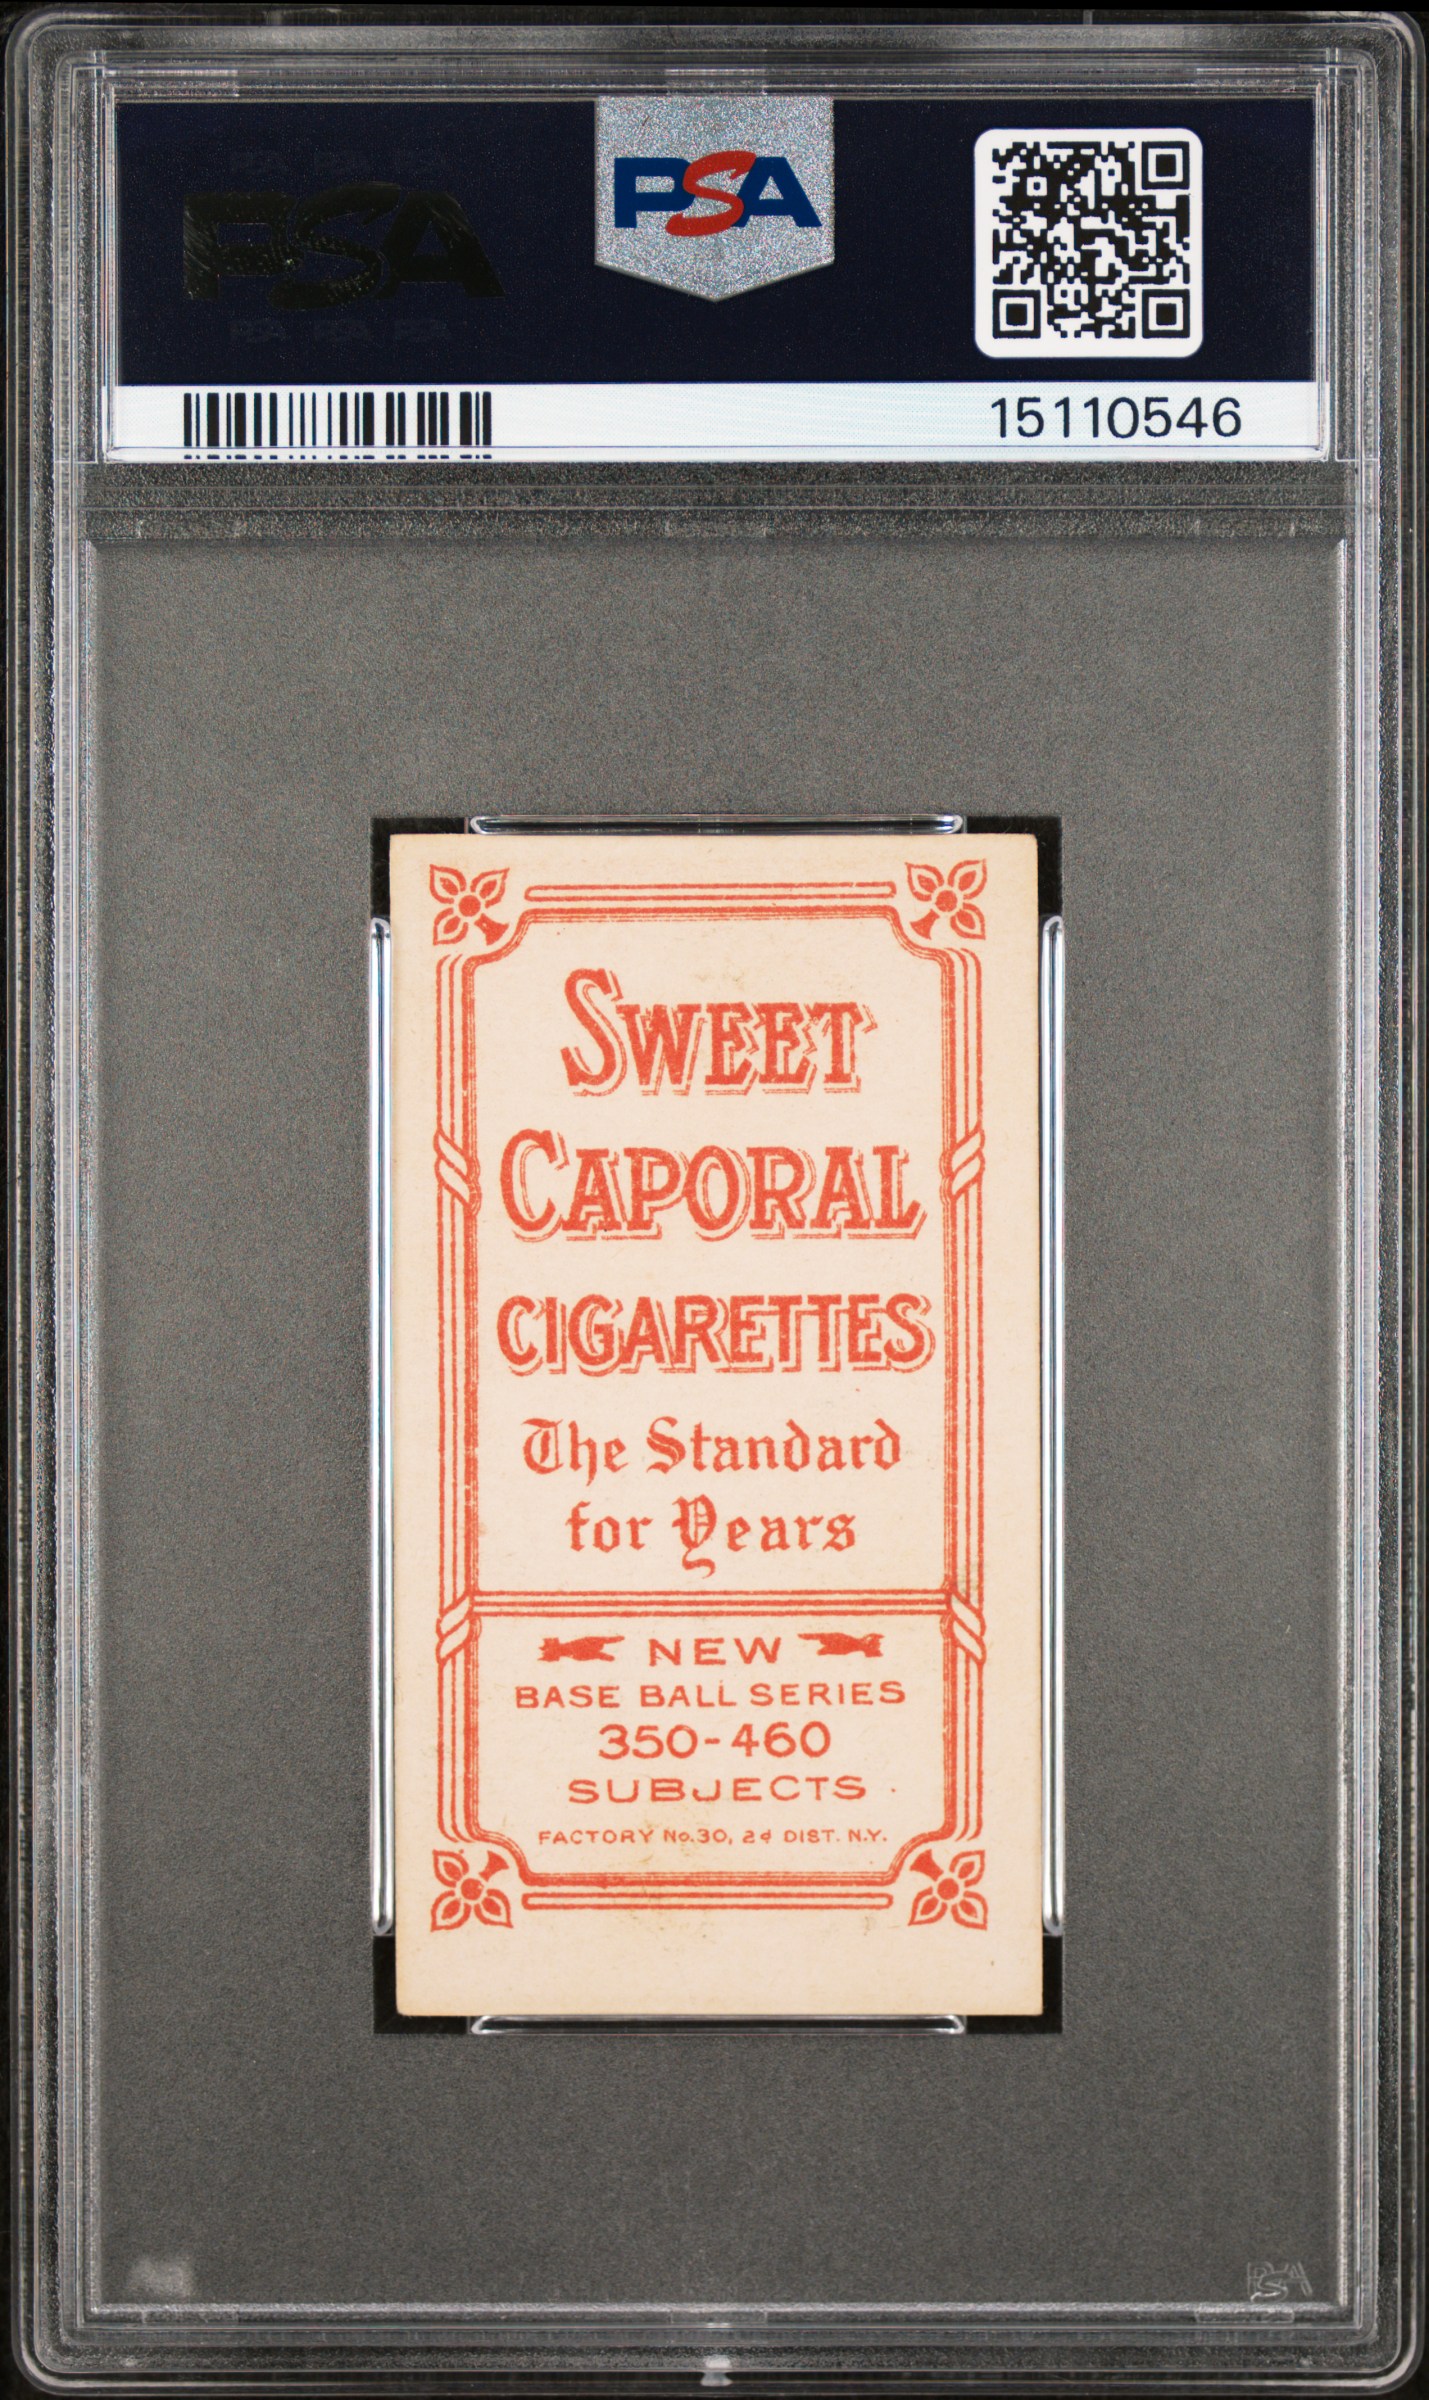 PSA
PSA
15110546
SWEET
CAPORAL
CIGARETTES
The Standard
for Years
NEW
BASE BALL SERIES
350-460
SUBJECTS
FACTORY No. 30, 2d DIST. N.Y.
PSA